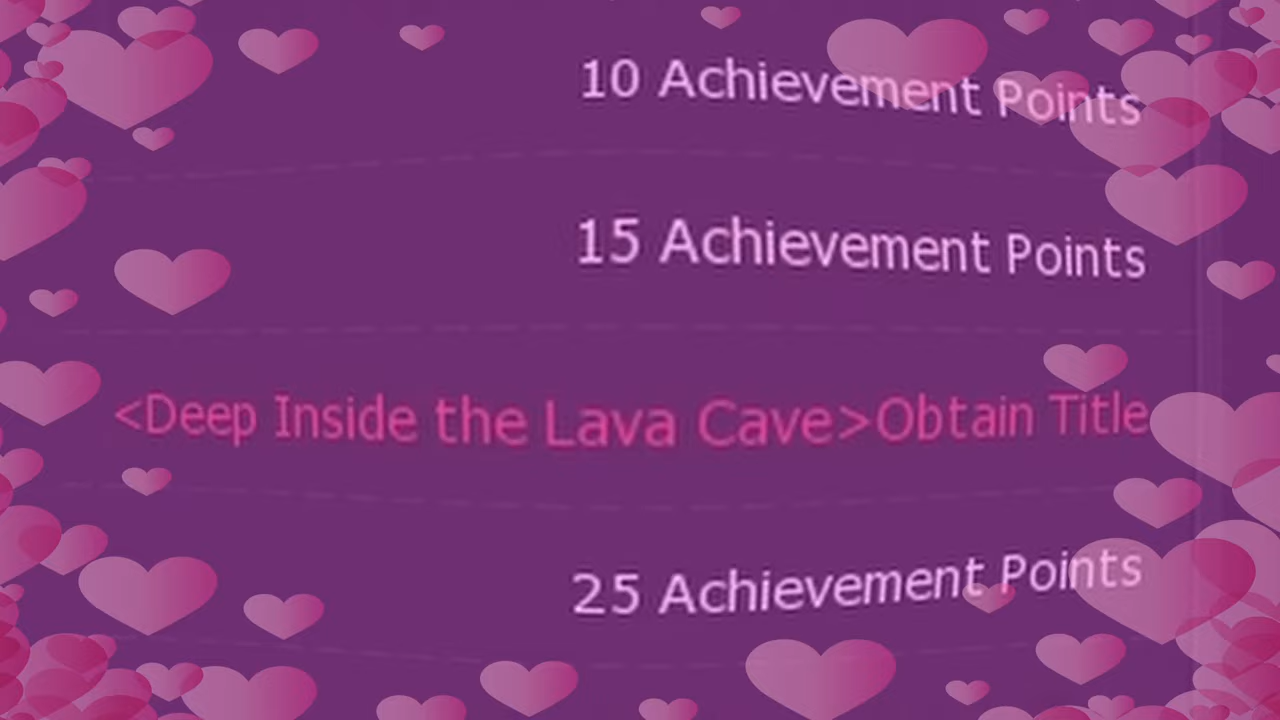 10 Achievement Points
15 Achievement Points
<Deep Inside the Lava Cave>Obtain Title
25 Achievement Points